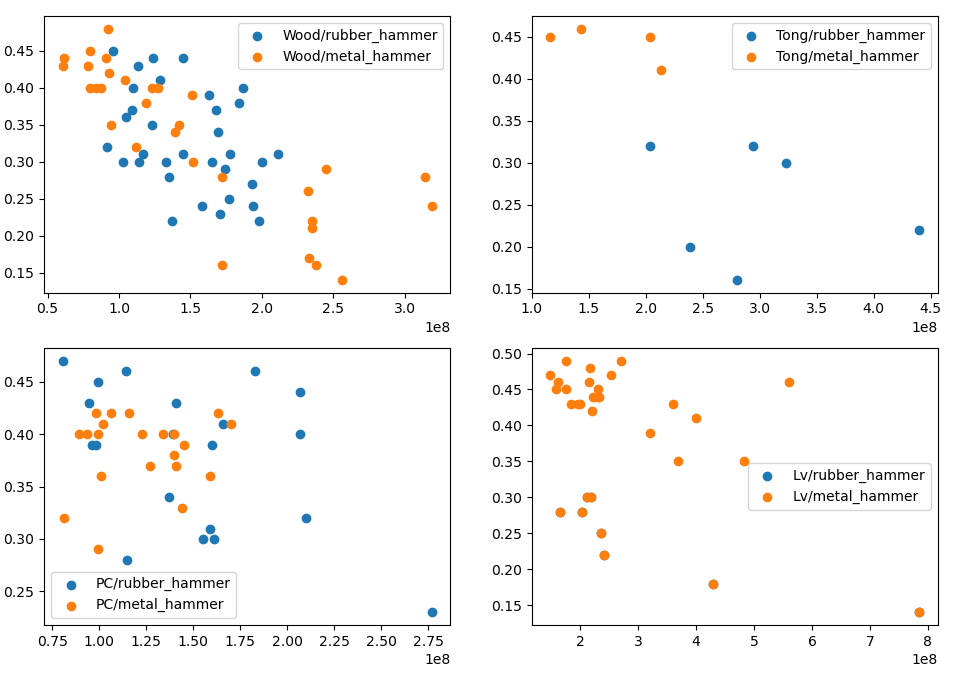 Wood/rubber_hammer
Wood/metal_hammer
0.45
0.40
0.35
0.30
0.25
0.20
0.15
0.5 1.0 1.5 2.0 2.5 3.0
1e8
Tong/rubber_hammer
Tong/metal_hammer
0.45
0.40
0.35
0.30
0.25
0.20
0.15
1.0 1.5 2.0 2.5 3.0 3.5 4.0 4.5
1e8
0.45
0.40
0.35
0.30
0.25
PC/rubber_hammer
PC/metal_hammer
0.75 1.00 1.25 1.50 1.75 2.00 2.25 2.50 2.75
1e8
0.50
0.45
0.40
0.35
0.30
0.25
0.20
0.15
Lv/rubber_hammer
Lv/metal_hammer
2 3 4 5 6 7 8
1e8